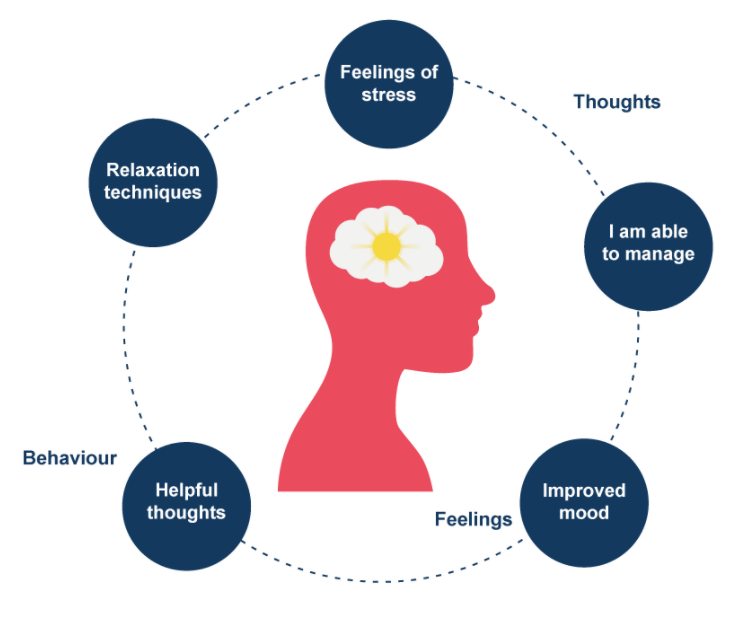 Feelings of
stress
Thoughts
Relaxation
techniques
I am able
to manage
Behaviour
Helpful
thoughts
Improved
mood
Feelings